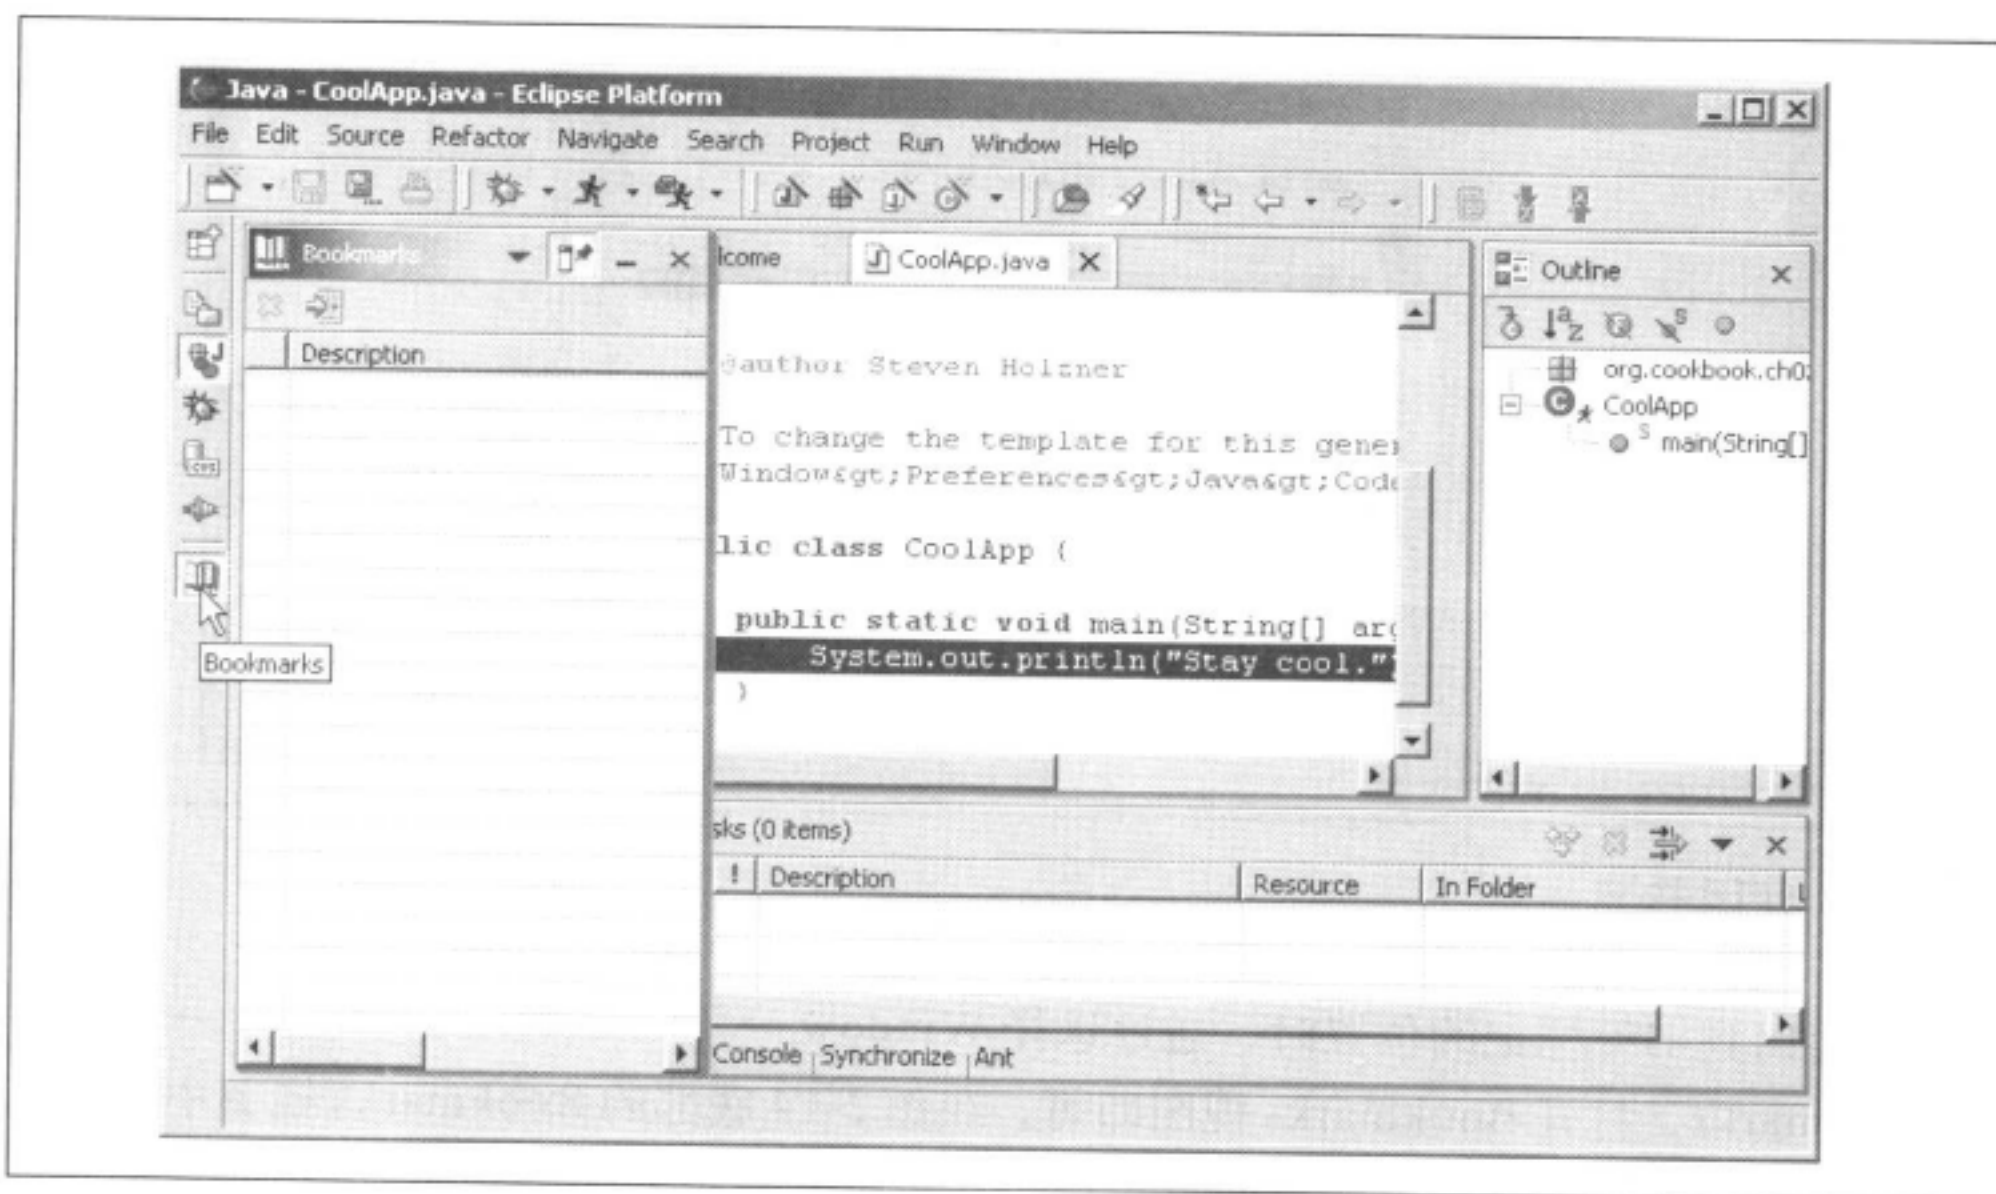 Java - CoolApp.java - Eclipse Platform
File Edit Source Refactor Navigate Search Project Run Window Help
Bookmarks
lcome
CoolApp.java
Outline
Description
@author Steven Holzner
To change the template for this gener
Window&gt;Preferences&gt;Java&gt;Code
lic class CoolApp {
public static void main(String[] arg
System.out.println("Stay cool.")
}
org.cookbook.ch02
CoolApp
main(String[]
Bookmarks
sks (0 items)
! Description Resource In Folder L
Console Synchronize Ant